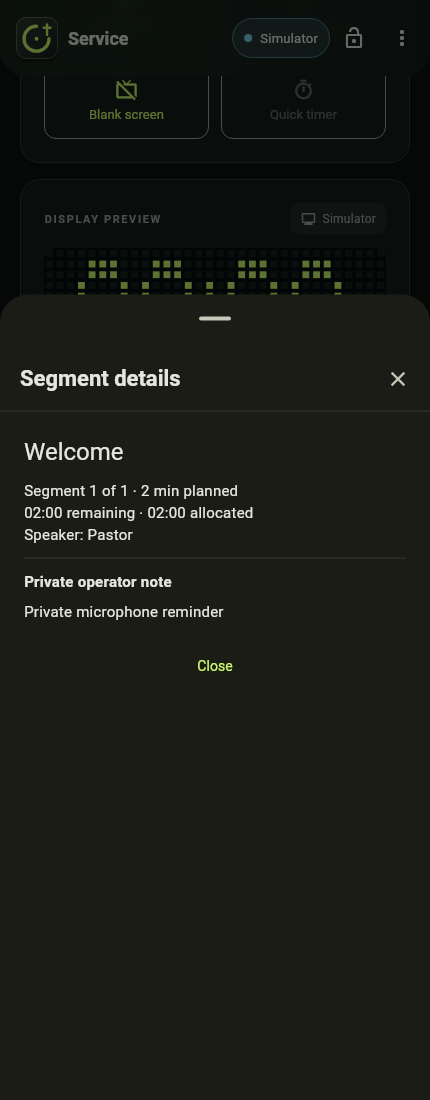 Service
Simulator
Blank screen
Quick timer
DISPLAY PREVIEW
Simulator
Segment details
Welcome
Segment 1 of 1 · 2 min planned
02:00 remaining · 02:00 allocated
Speaker: Pastor
Private operator note
Private microphone reminder
Close